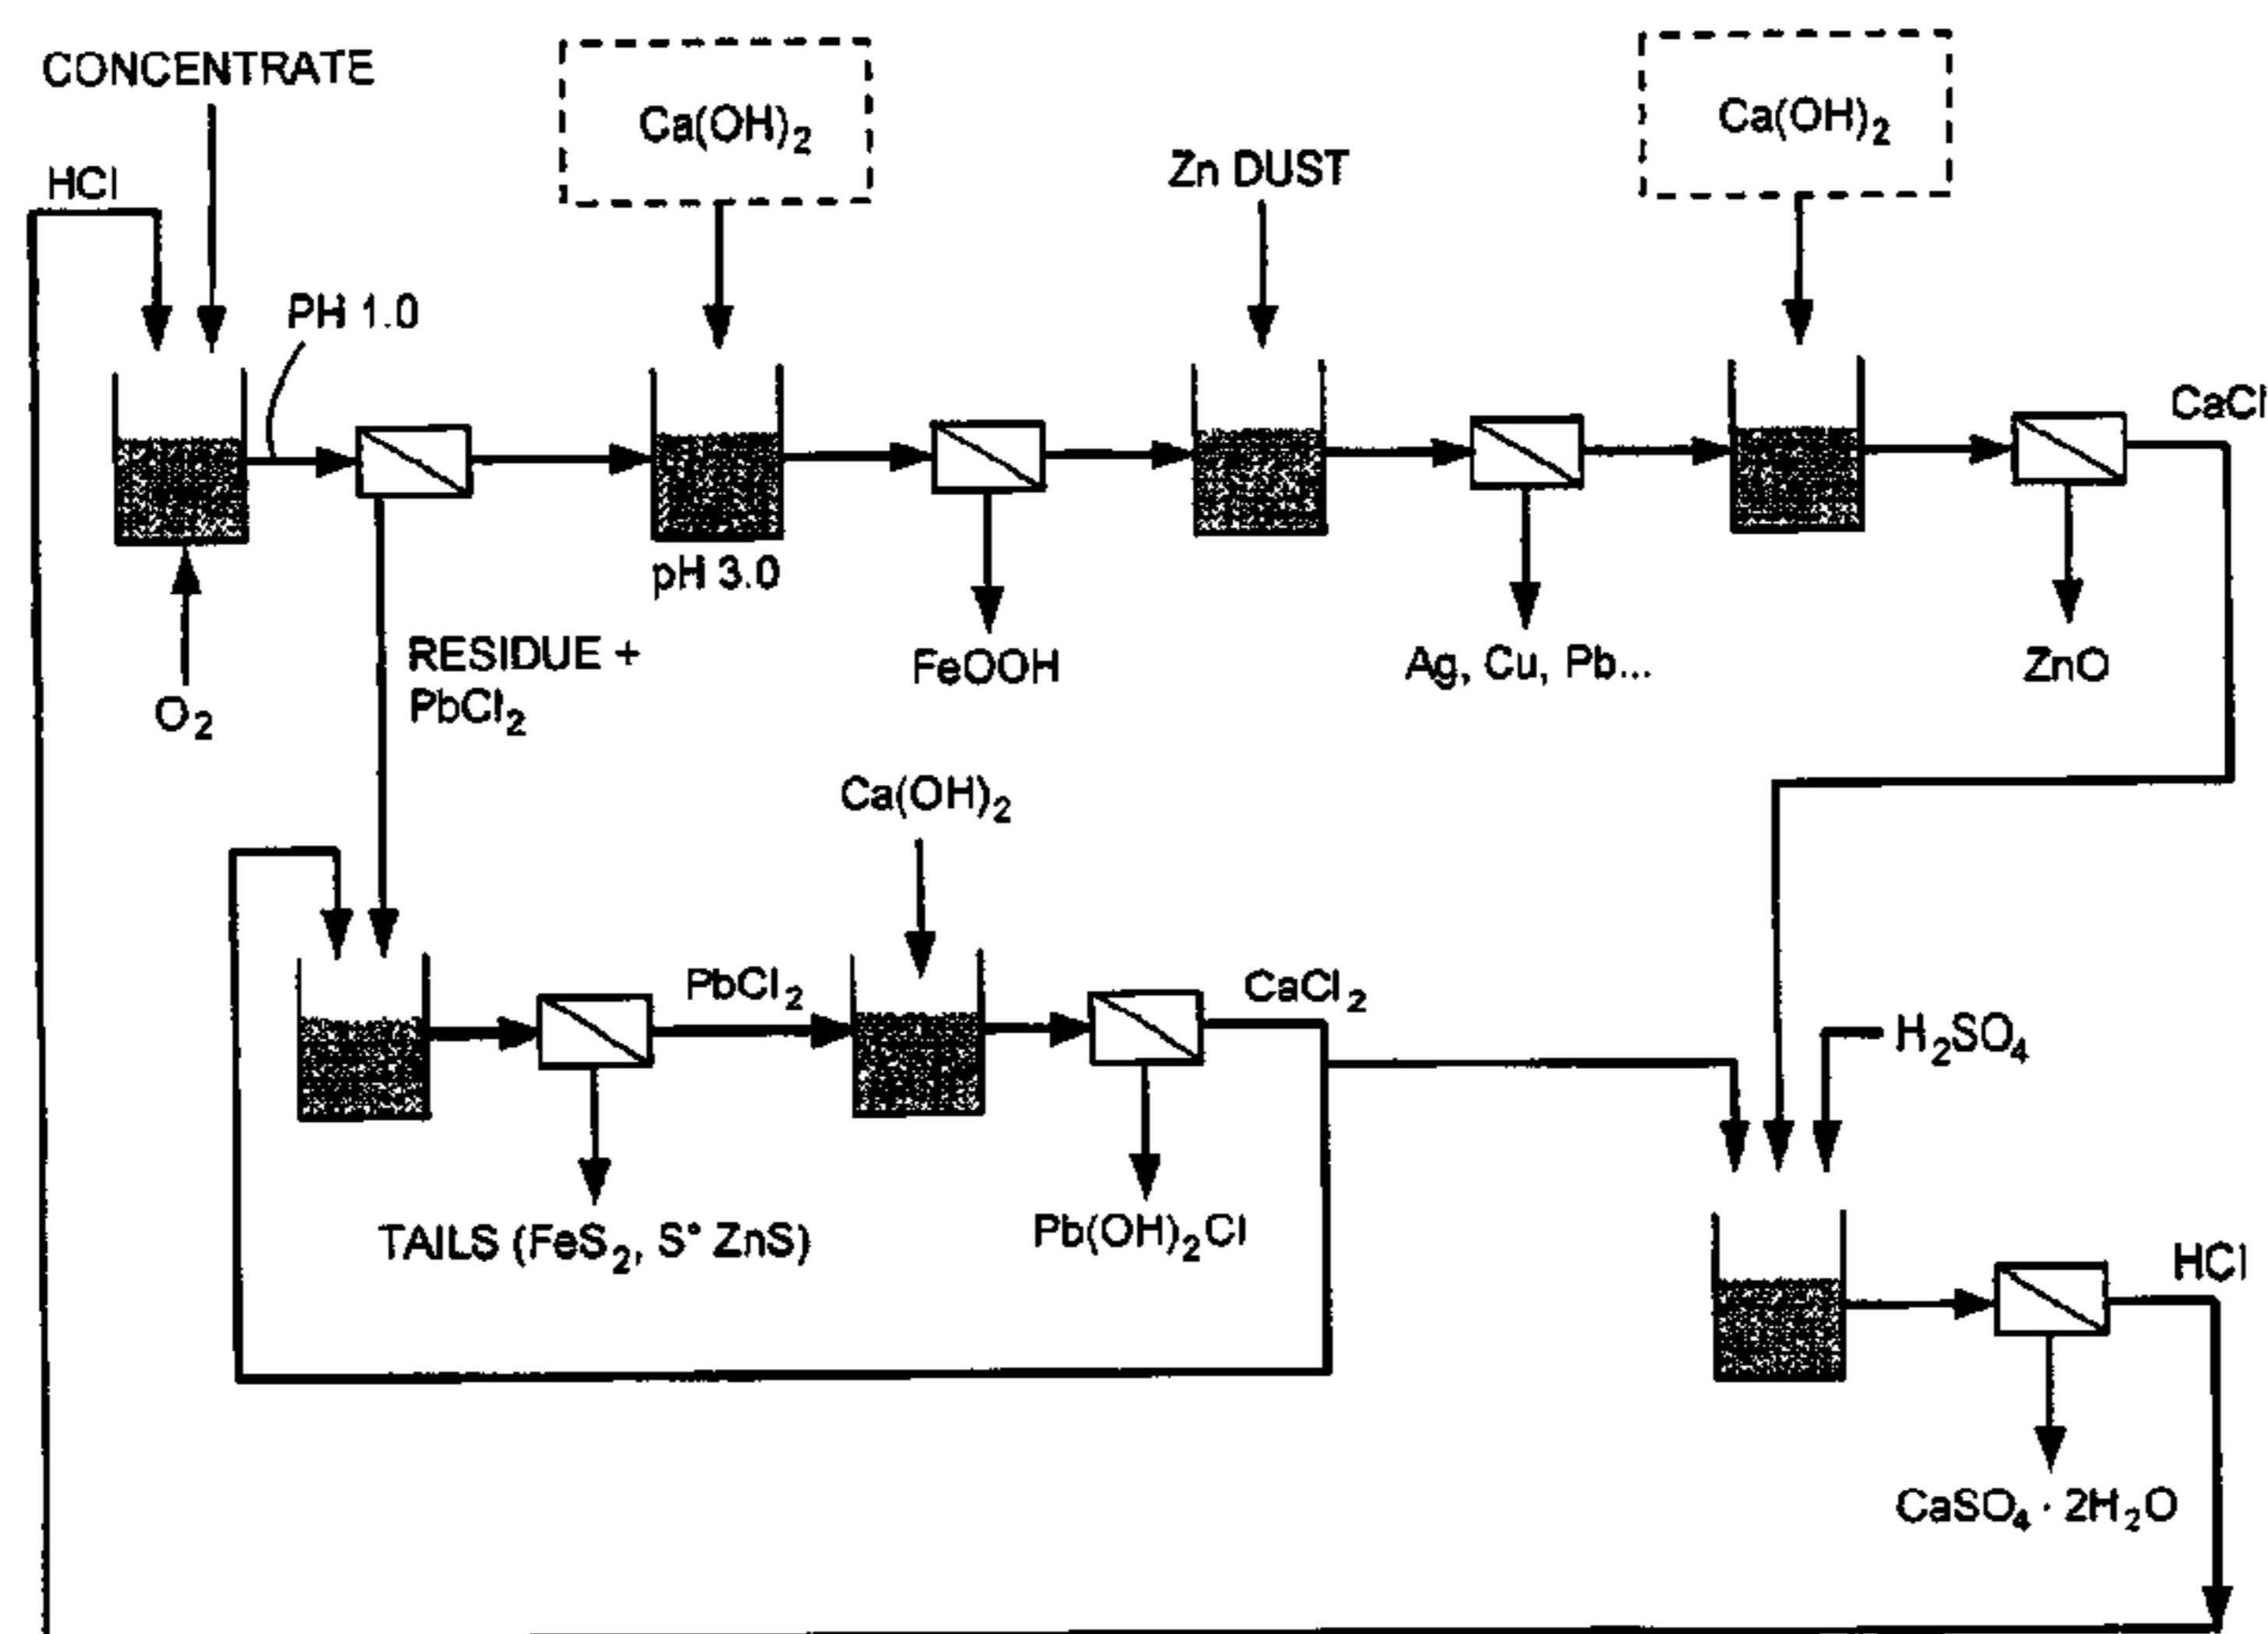 CONCENTRATE
Ca(OH)2
Ca(OH)2
Zn DUST
HCl
PH 1.0
CaCl
pH 3.0
RESIDUE +
PbCl2
FeOOH
Ag, Cu, Pb...
ZnO
O2
Ca(OH)2
PbCl2
CaCl2
H2SO4
TAILS (FeS2, S° ZnS)
Pb(OH)2Cl
HCl
CaSO4 · 2H2O